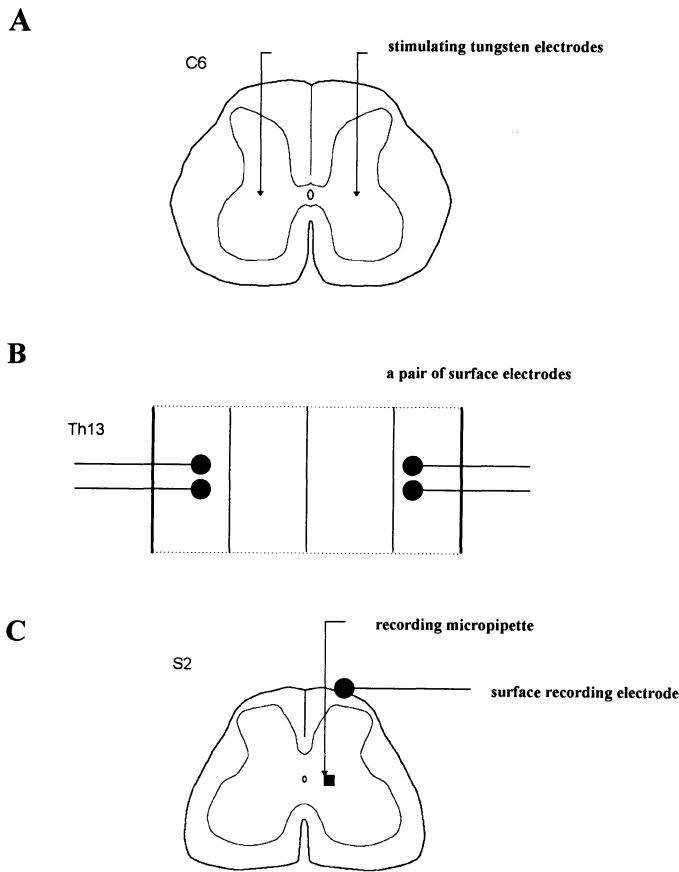 A
C6
stimulating tungsten electrodes
B
a pair of surface electrodes
Th13
C
recording micropipette
S2
surface recording electrode